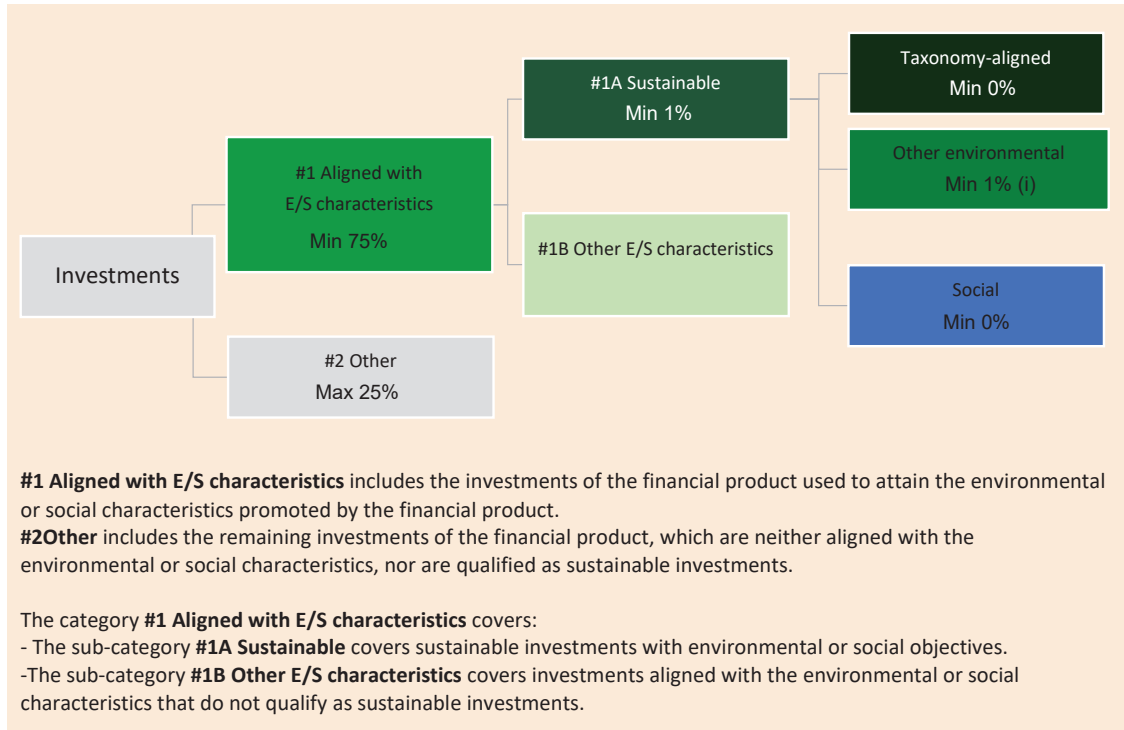 Investments
#1 Aligned with
E/S characteristics
Min 75%
#2 Other
Max 25%
#1A Sustainable
Min 1%
#1B Other E/S characteristics
Taxonomy-aligned
Min 0%
Other environmental
Min 1% (i)
Social
Min 0%
#1 Aligned with E/S characteristics includes the investments of the financial product used to attain the environmental
or social characteristics promoted by the financial product.
#2Other includes the remaining investments of the financial product, which are neither aligned with the
environmental or social characteristics, nor are qualified as sustainable investments.
The category #1 Aligned with E/S characteristics covers:
- The sub-category #1A Sustainable covers sustainable investments with environmental or social objectives.
-The sub-category #1B Other E/S characteristics covers investments aligned with the environmental or social
characteristics that do not qualify as sustainable investments.